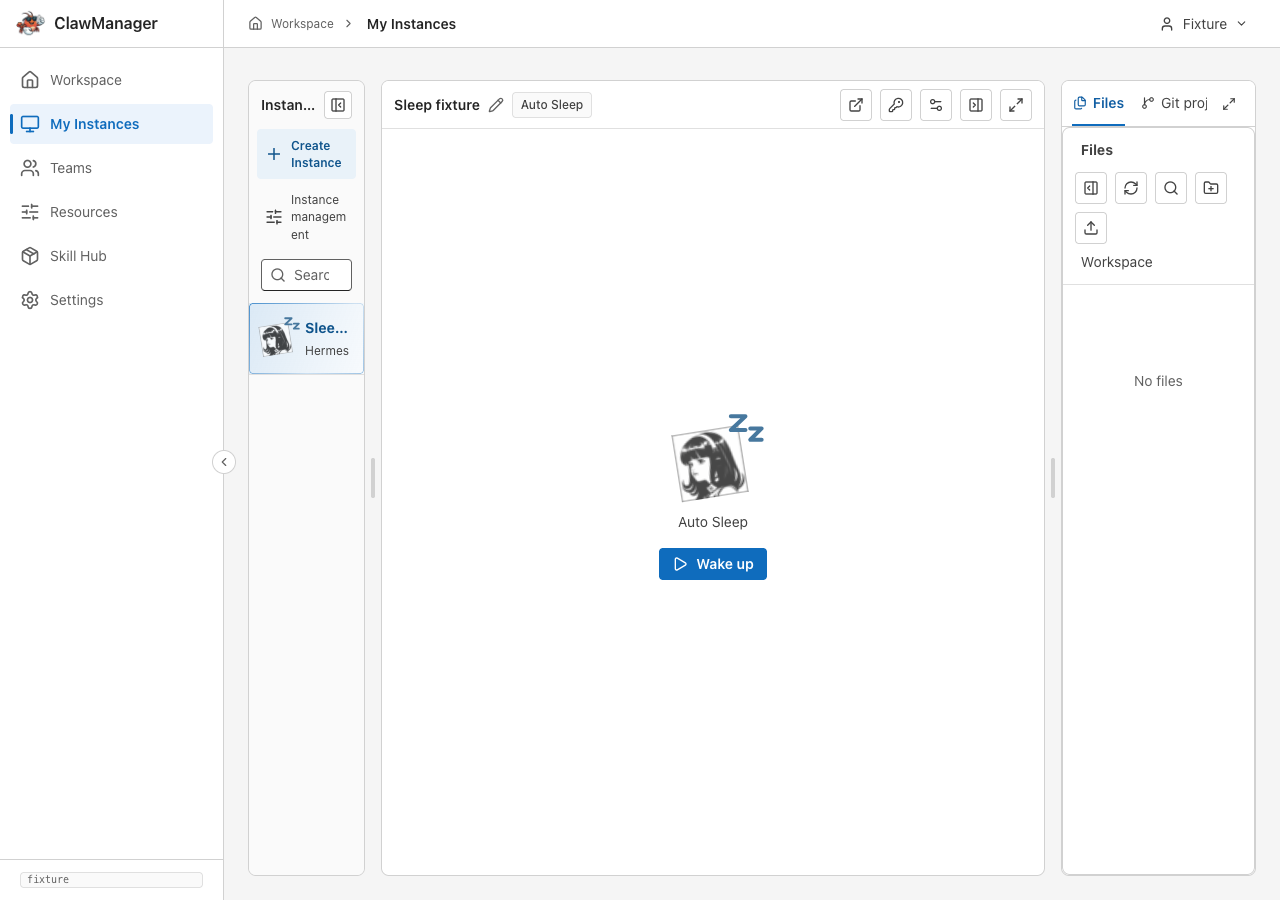 ClawManager
Workspace
My Instances
Fixture
Workspace
My Instances
Teams
Resources
Skill Hub
Settings
fixture
Instan...
Create
Instance
Instance
managem
ent
Searc
Slee...
Hermes
Sleep fixture
Auto Sleep
zz
Auto Sleep
Wake up
Files
Git proj
Files
Workspace
No files